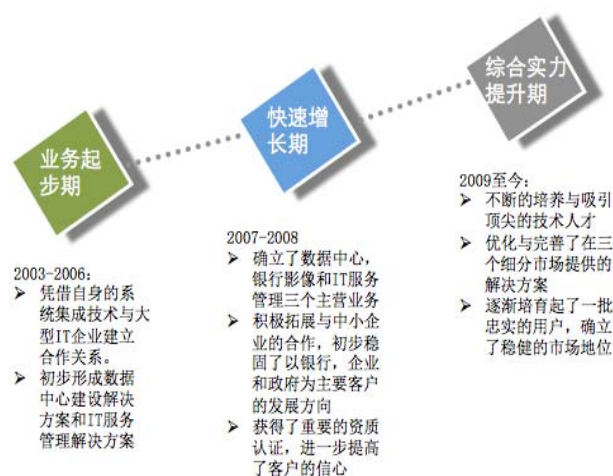 业务起
步期
2003-2006:
➢ 凭借自身的系
统集成技术与大
型IT企业建立
合作关系。
➢ 初步形成数据
中心建设解决
方案和IT服务
管理解决方案
快速增
长期
2007-2008
➢ 确立了数据中心，
银行影像和IT服务
管理三个主营业务
➢ 积极拓展与中小企
业的合作，初步稳
固了以银行，企业
和政府为主要客户
的发展方向
➢ 获得了重要的资质
认证，进一步提高
了客户的信心
综合实力
提升期
2009至今:
➢ 不断的培养与吸引
顶尖的技术人才
➢ 优化与完善了在三
个细分市场提供的
解决方案
➢ 逐渐培育起了一批
忠实的用户，确立
了稳健的市场地位